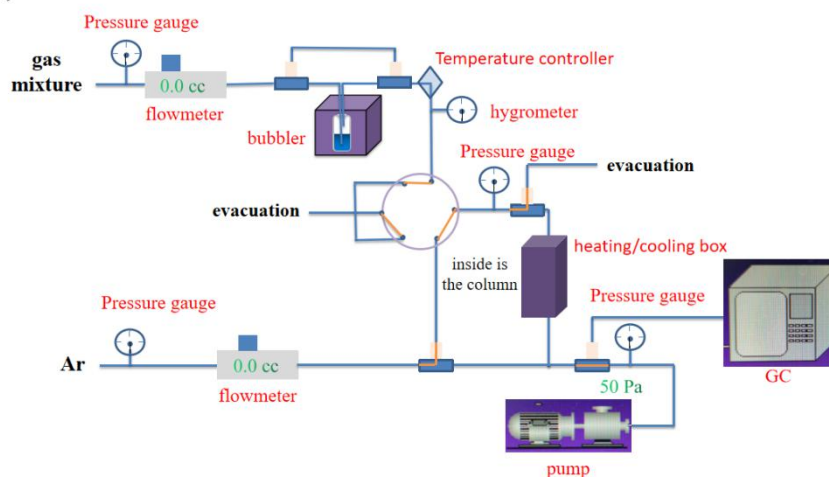 Pressure gauge
gas
mixture
0.0 cc
flowmeter
bubbler
Temperature controller
hygrometer
Pressure gauge
evacuation
evacuation
heating/cooling box
inside is
the column
Pressure gauge
Pressure gauge
Ar
0.0 cc
flowmeter
50 Pa
GC
pump